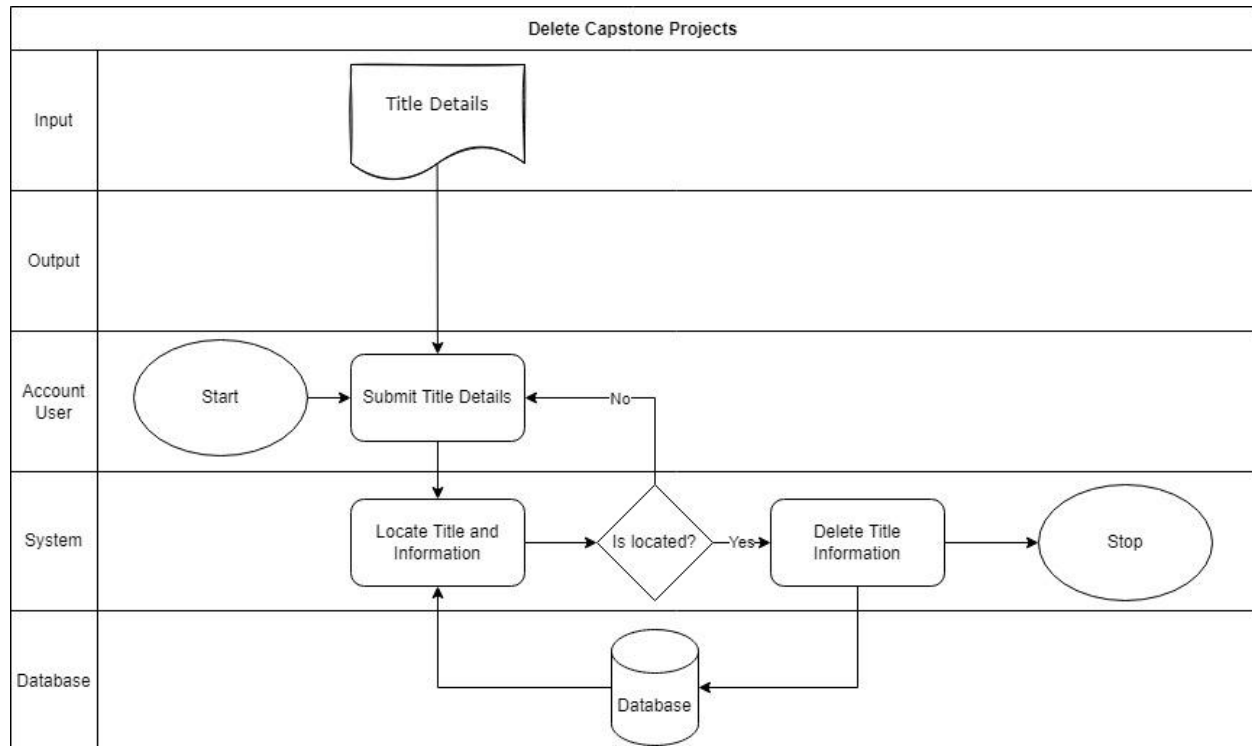 Delete Capstone Projects
Input
Title Details
Output
Account
User
Start
Submit Title Details
No
System
Locate Title and
Information
Is located?
Yes
Delete Title
Information
Stop
Database
Database